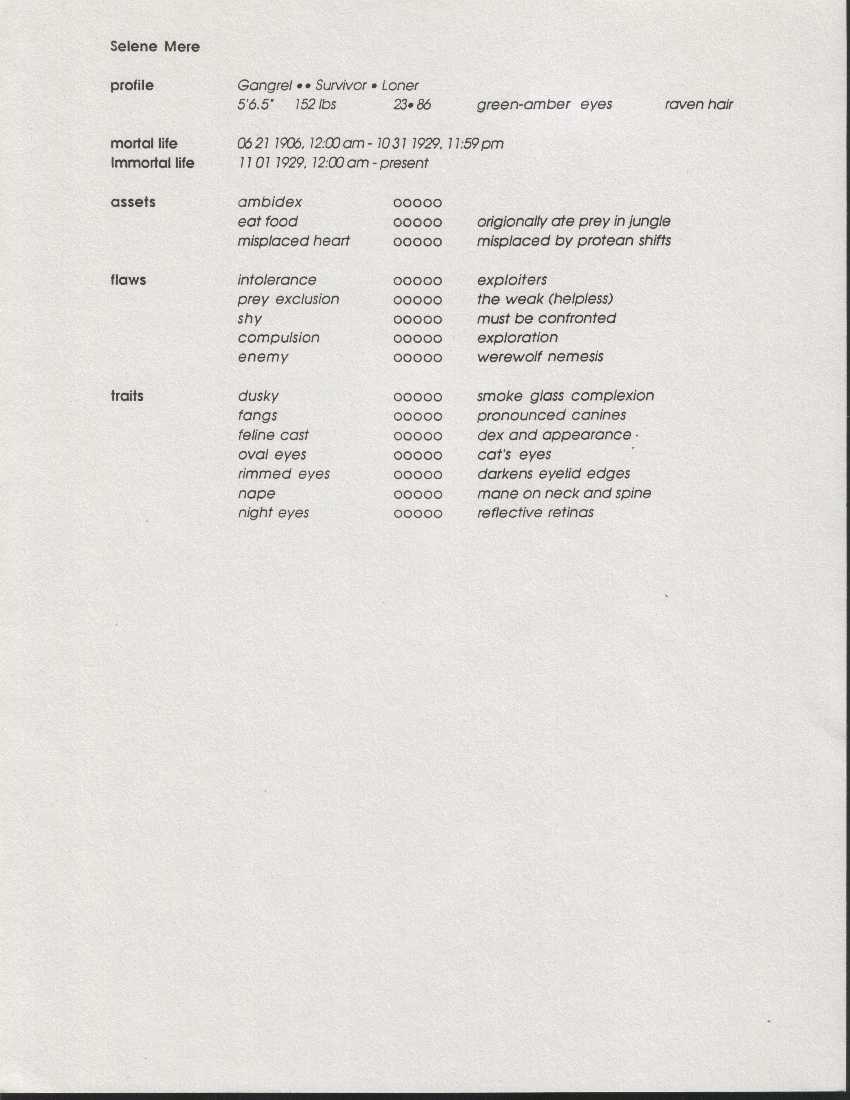 Selene Mere
profile Gangrel •• Survivor • Loner
5'6.5" 152 lbs 23•86 green-amber eyes raven hair
mortal life 06 21 1906, 12:00 am - 10 31 1929, 11:59 pm
Immortal life 11 01 1929, 12:00 am - present
assets ambidex ooooo
eat food ooooo origionally ate prey in jungle
misplaced heart ooooo misplaced by protean shifts
flaws intolerance ooooo exploiters
prey exclusion ooooo the weak (helpless)
shy ooooo must be confronted
compulsion ooooo exploration
enemy ooooo werewolf nemesis
traits dusky ooooo smoke glass complexion
fangs ooooo pronounced canines
feline cast ooooo dex and appearance
oval eyes ooooo cat's eyes
rimmed eyes ooooo darkens eyelid edges
nape ooooo mane on neck and spine
night eyes ooooo reflective retinas